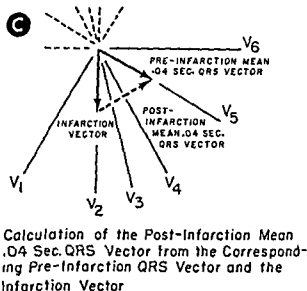 C
V6
PRE-INFARCTION MEAN
.04 SEC. QRS VECTOR
INFARCTION
VECTOR
POST-
INFARCTION
MEAN .04 SEC.
QRS VECTOR
V5
V1
V2
V3
V4
Calculation of the Post-Infarction Mean
.04 Sec. QRS Vector from the Correspond-
ing Pre-Infarction QRS Vector and the
Infarction Vector